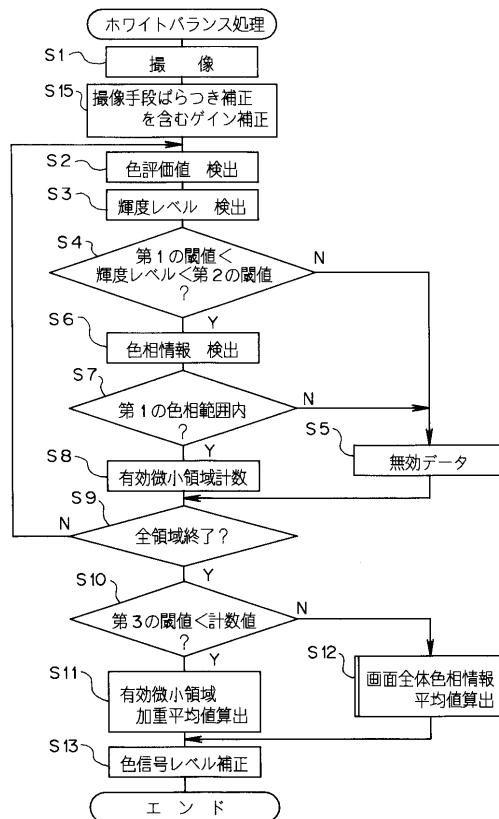 ホワイトバランス処理
S1
撮 像
S15
撮像手段ばらつき補正
を含むゲイン補正
S2
色評価値 検出
S3
輝度レベル 検出
S4
第1の閾値<
輝度レベル<第2の閾値
?
N
Y
S6
色相情報 検出
S7
第1の色相範囲内
?
N
Y
S5
無効データ
S8
有効微小領域計数
S9
N
全領域終了?
Y
S10
第3の閾値<計数値
?
N
Y
S11
有効微小領域
加重平均値算出
S12
画面全体色相情報
平均値算出
S13
色信号レベル補正
エ ン ド